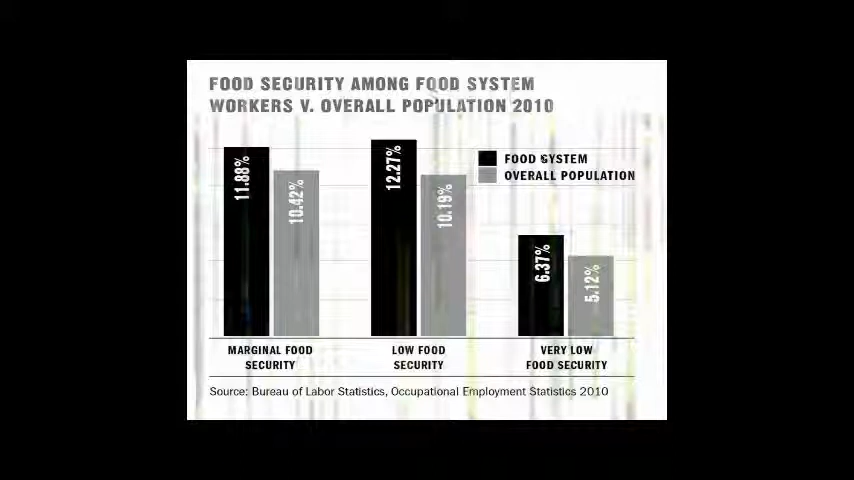 FOOD SECURITY AMONG FOOD SYSTEM
WORKERS V. OVERALL POPULATION 2010
FOOD SYSTEM
OVERALL POPULATION
11.88%
10.42%
12.27%
10.19%
6.37%
5.12%
MARGINAL FOOD
SECURITY
LOW FOOD
SECURITY
VERY LOW
FOOD SECURITY
Source: Bureau of Labor Statistics, Occupational Employment Statistics 2010